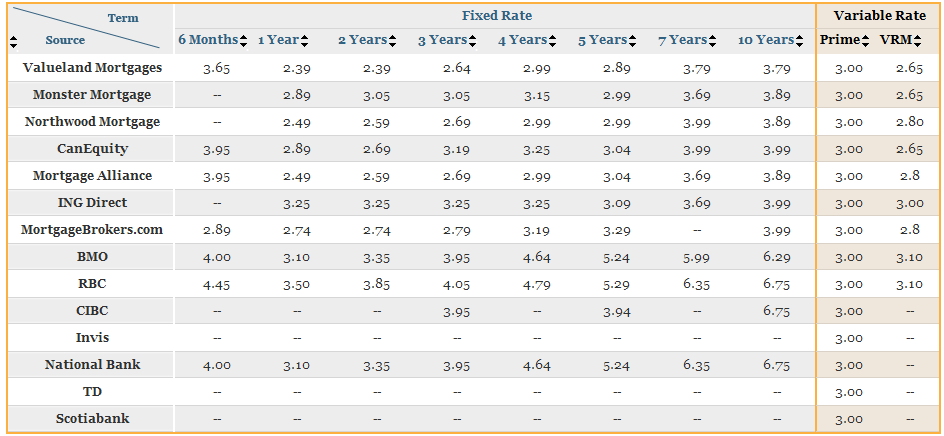 Term Fixed Rate Variable Rate
Source 6 Months 1 Year 2 Years 3 Years 4 Years 5 Years 7 Years 10 Years Prime VRM
Valueland Mortgages 3.65 2.39 2.39 2.64 2.99 2.89 3.79 3.79 3.00 2.65
Monster Mortgage -- 2.89 3.05 3.05 3.15 2.99 3.69 3.89 3.00 2.65
Northwood Mortgage -- 2.49 2.59 2.69 2.99 2.99 3.99 3.89 3.00 2.80
CanEquity 3.95 2.89 2.69 3.19 3.25 3.04 3.99 3.99 3.00 2.65
Mortgage Alliance 3.95 2.49 2.59 2.69 2.99 3.04 3.69 3.89 3.00 2.8
ING Direct -- 3.25 3.25 3.25 3.25 3.09 3.69 3.99 3.00 3.00
MortgageBrokers.com 2.89 2.74 2.74 2.79 3.19 3.29 -- 3.99 3.00 2.8
BMO 4.00 3.10 3.35 3.95 4.64 5.24 5.99 6.29 3.00 3.10
RBC 4.45 3.50 3.85 4.05 4.79 5.29 6.35 6.75 3.00 3.10
CIBC -- -- -- 3.95 -- 3.94 -- 6.75 3.00 --
Invis -- -- -- -- -- -- -- -- 3.00 --
National Bank 4.00 3.10 3.35 3.95 4.64 5.24 6.35 6.75 3.00 --
TD -- -- -- -- -- -- -- -- 3.00 --
Scotiabank -- -- -- -- -- -- -- -- 3.00 --